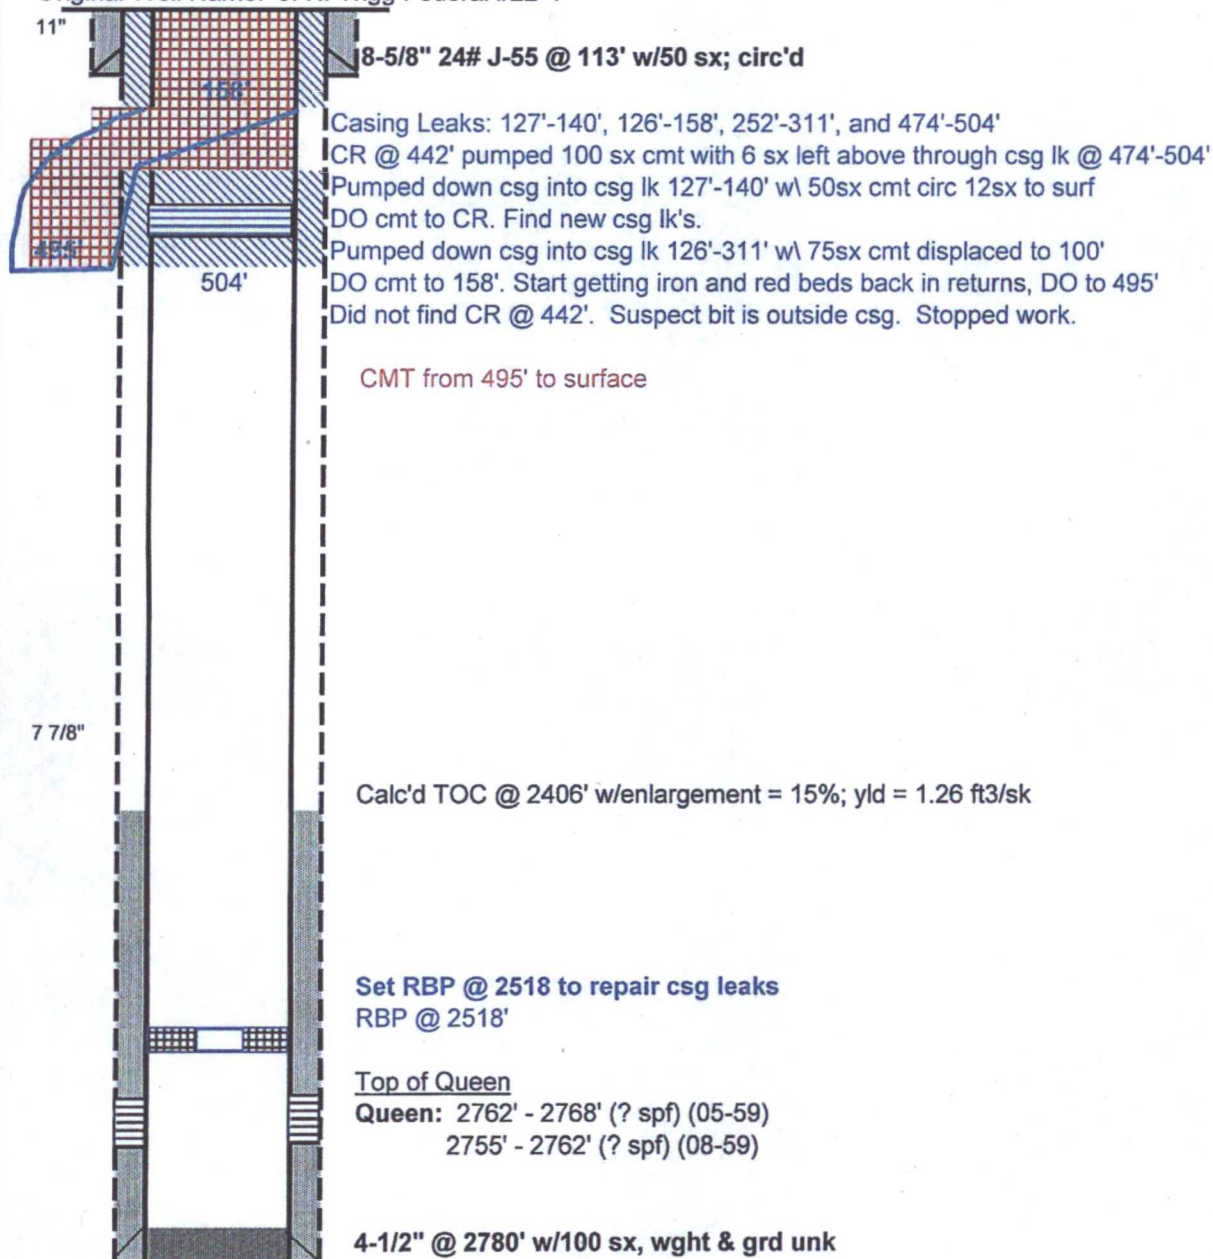 11"
8-5/8" 24# J-55 @ 113' w/50 sx; circ'd
158'
Casing Leaks: 127'-140', 126'-158', 252'-311', and 474'-504'
CR @ 442' pumped 100 sx cmt with 6 sx left above through csg lk @ 474'-504'
Pumped down csg into csg lk 127'-140' w\ 50sx cmt circ 12sx to surf
DO cmt to CR. Find new csg lk's.
Pumped down csg into csg lk 126'-311' w\ 75sx cmt displaced to 100'
495'
504'
DO cmt to 158'. Start getting iron and red beds back in returns, DO to 495'
Did not find CR @ 442'. Suspect bit is outside csg. Stopped work.
CMT from 495' to surface
7 7/8"
Calc'd TOC @ 2406' w/enlargement = 15%; yld = 1.26 ft3/sk
Set RBP @ 2518 to repair csg leaks
RBP @ 2518'
Top of Queen
Queen: 2762' - 2768' (? spf) (05-59)
2755' - 2762' (? spf) (08-59)
4-1/2" @ 2780' w/100 sx, wght & grd unk